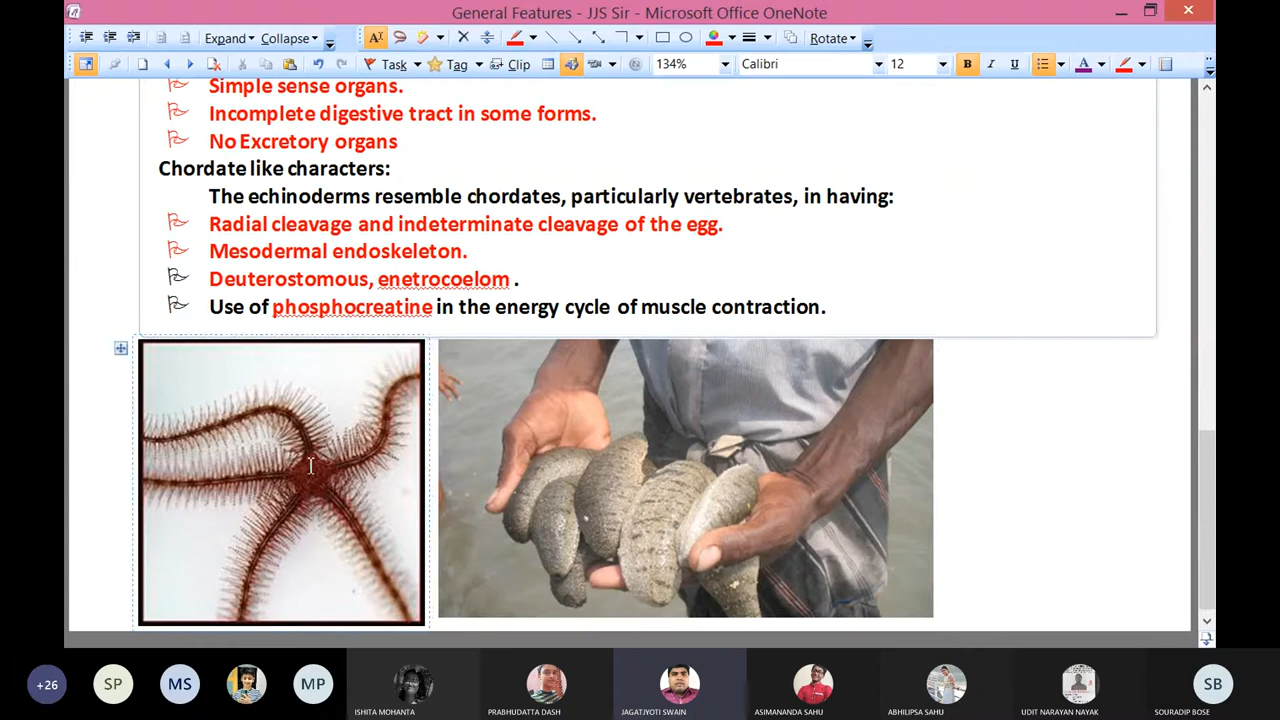 General Features - JJS Sir - Microsoft Office OneNote
Expand Collapse Rotate
Task Tag Clip 134% Calibri 12 B I U A
Simple sense organs.
Incomplete digestive tract in some forms.
No Excretory organs
Chordate like characters:
The echinoderms resemble chordates, particularly vertebrates, in having:
Radial cleavage and indeterminate cleavage of the egg.
Mesodermal endoskeleton.
Deuterostomous, enetrocoelom .
Use of phosphocreatine in the energy cycle of muscle contraction.
+26 SP MS MP SB
ISHITA MOHANTA PRABHUDATTA DASH JAGATJYOTI SWAIN ASIMANANDA SAHU ABHILIPSA SAHU UDIT NARAYAN NAYAK SOURADIP BOSE